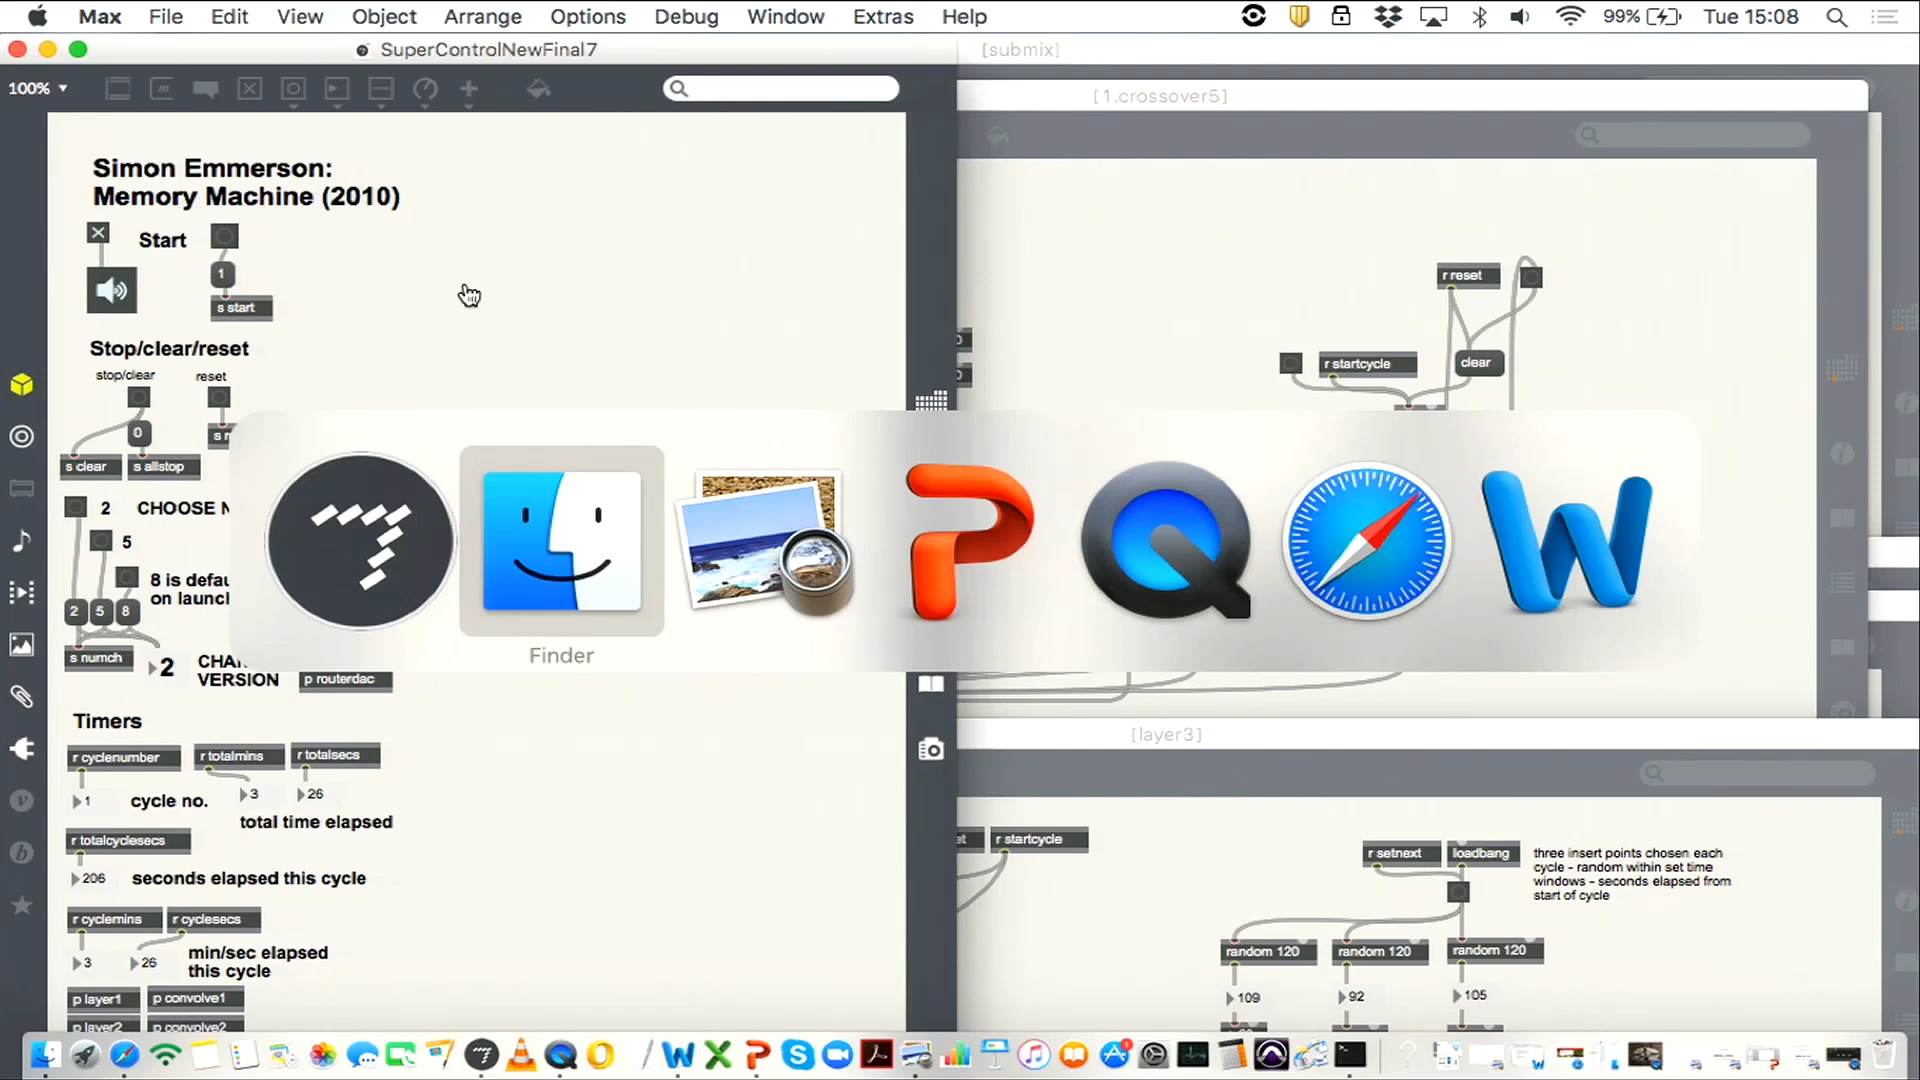 Max File Edit View Object Arrange Options Debug Window Extras Help 99% Tue 15:08
SuperControlNewFinal7
[submix]
100%
[1.crossover5]
Simon Emmerson:
Memory Machine (2010)
Start
1
s start
Stop/clear/reset
stop/clear reset
0
s clear s allstop
2 CHOOSE N
5
8 is defau
on launch
2 5 8
s numch
2 CHAN
VERSION
p routerdac
Timers
r cyclenumber r totalmins r totalsecs
1 cycle no. 3 26
total time elapsed
r totalcyclesecs
206 seconds elapsed this cycle
r cyclemins r cyclesecs
3 26 min/sec elapsed
this cycle
p layer1 p convolve1
p layer2 p convolve2
r reset
r startcycle clear
Finder
[layer3]
r startcycle
r setnext loadbang
three insert points chosen each
cycle - random within set time
windows - seconds elapsed from
start of cycle
random 120 random 120 random 120
109 92 105